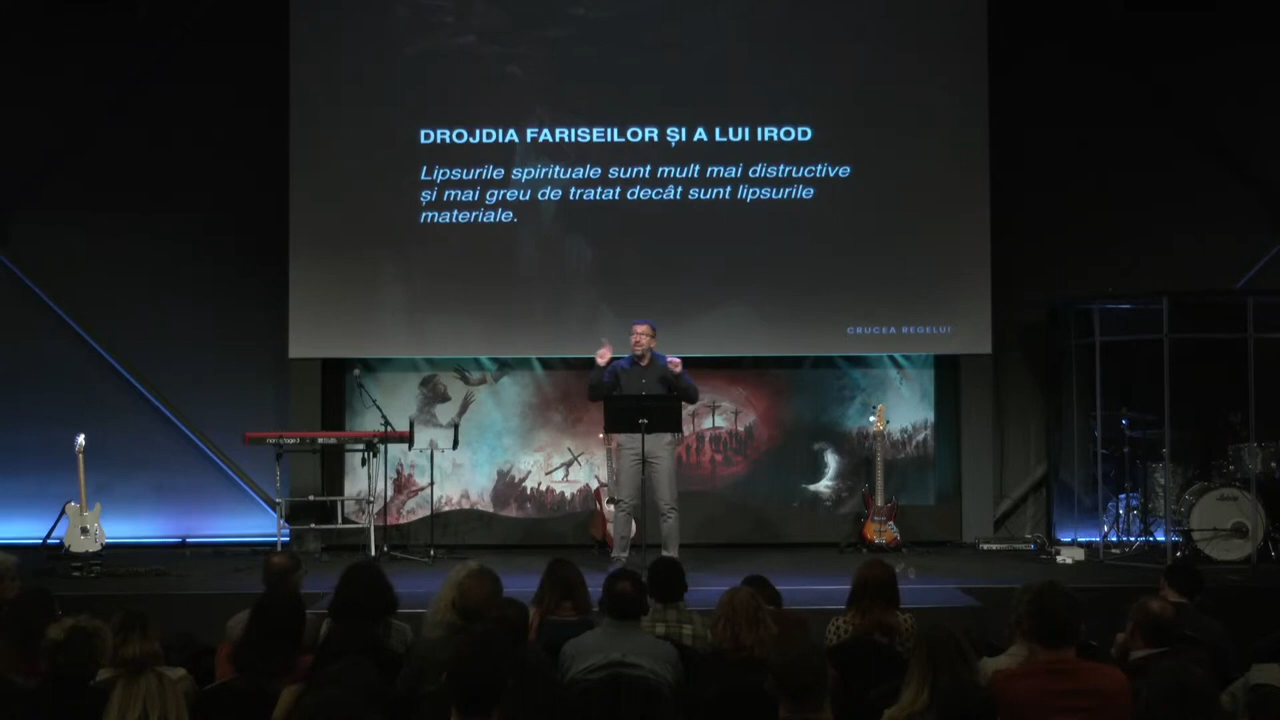 DROJDIA FARISEILOR ȘI A LUI IROD
Lipsurile spirituale sunt mult mai distructive
și mai greu de tratat decât sunt lipsurile
materiale.
CRUCEA REGELUI